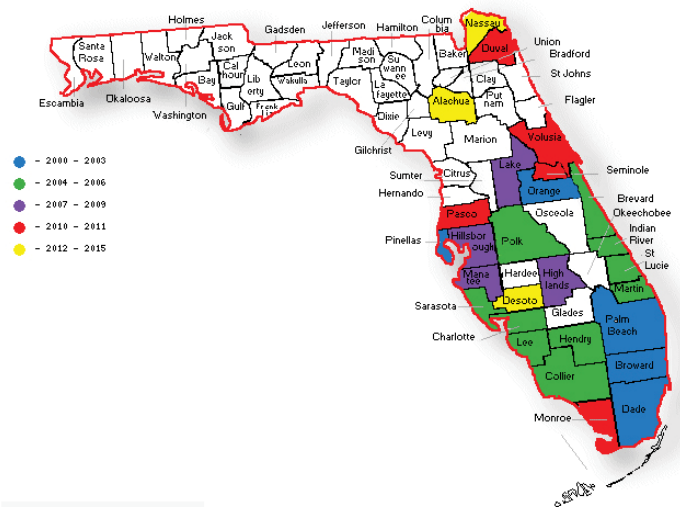 Holmes
Jackson
Gadsden
Jefferson
Hamilton
Colum
bia
Nassau
Santa
Rosa
Walton
Jack
son
Leon
Madi
son
Baker
Duval
Union
Bradford
Bay
Cal
houn
Lib
erty
Wakulla
Taylor
Su
wann
ee
La
fayette
Clay
St Johns
Escambia
Okaloosa
Washington
Gulf
Frank
lin
Dixie
Alachua
Put
nam
Flagler
Gilchrist
Levy
Marion
Volusia
Sumter
Citrus
Lake
Seminole
Hernando
Orange
Brevard
Pasco
Osceola
Okeechobee
Pinellas
Hillsbor
ough
Polk
Indian
River
Mana
tee
Hardee
High
lands
St
Lucie
Sarasota
Desoto
Martin
Charlotte
Glades
Palm
Beach
Lee
Hendry
Collier
Broward
Monroe
Dade
- 2000 - 2003
- 2004 - 2006
- 2007 - 2009
- 2010 - 2011
- 2012 - 2015